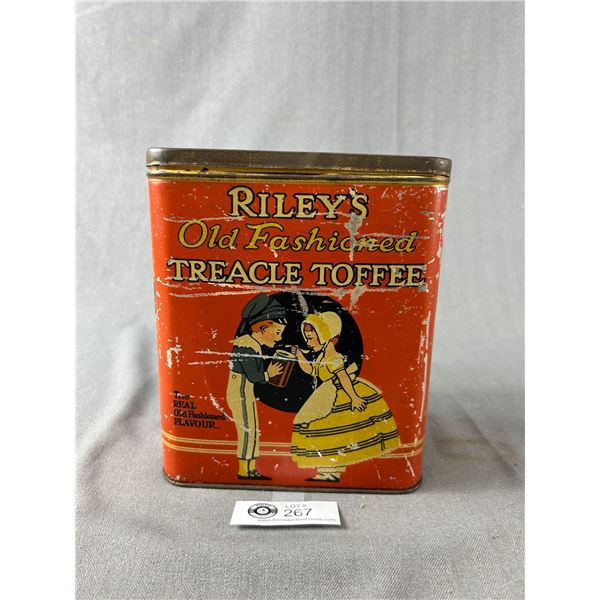 RILEY'S
Old Fashioned
TREACLE TOFFEE
The
REAL
Old Fashioned
FLAVOUR..
LOT#
267